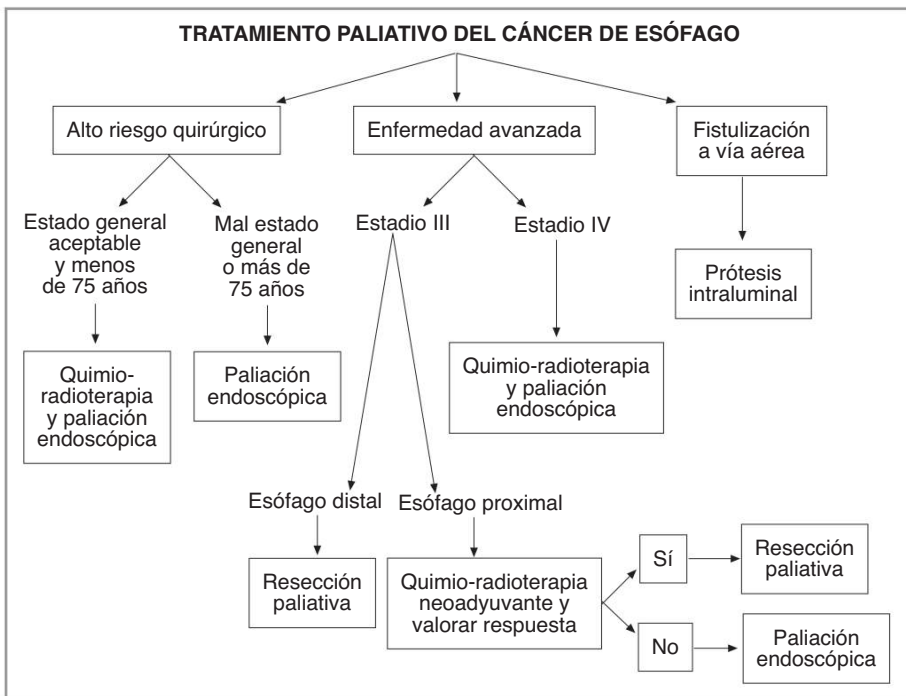 TRATAMIENTO PALIATIVO DEL CÁNCER DE ESÓFAGO
Alto riesgo quirúrgico
Enfermedad avanzada
Fistulización
a vía aérea
Estado general
aceptable
y menos
de 75 años
Mal estado
general
o más de
75 años
Estadio III
Estadio IV
Prótesis
intraluminal
Quimio-
radioterapia
y paliación
endoscópica
Paliación
endoscópica
Quimio-radioterapia
y paliación
endoscópica
Esófago distal
Esófago proximal
Resección
paliativa
Quimio-radioterapia
neoadyuvante y
valorar respuesta
Sí
Resección
paliativa
No
Paliación
endoscópica